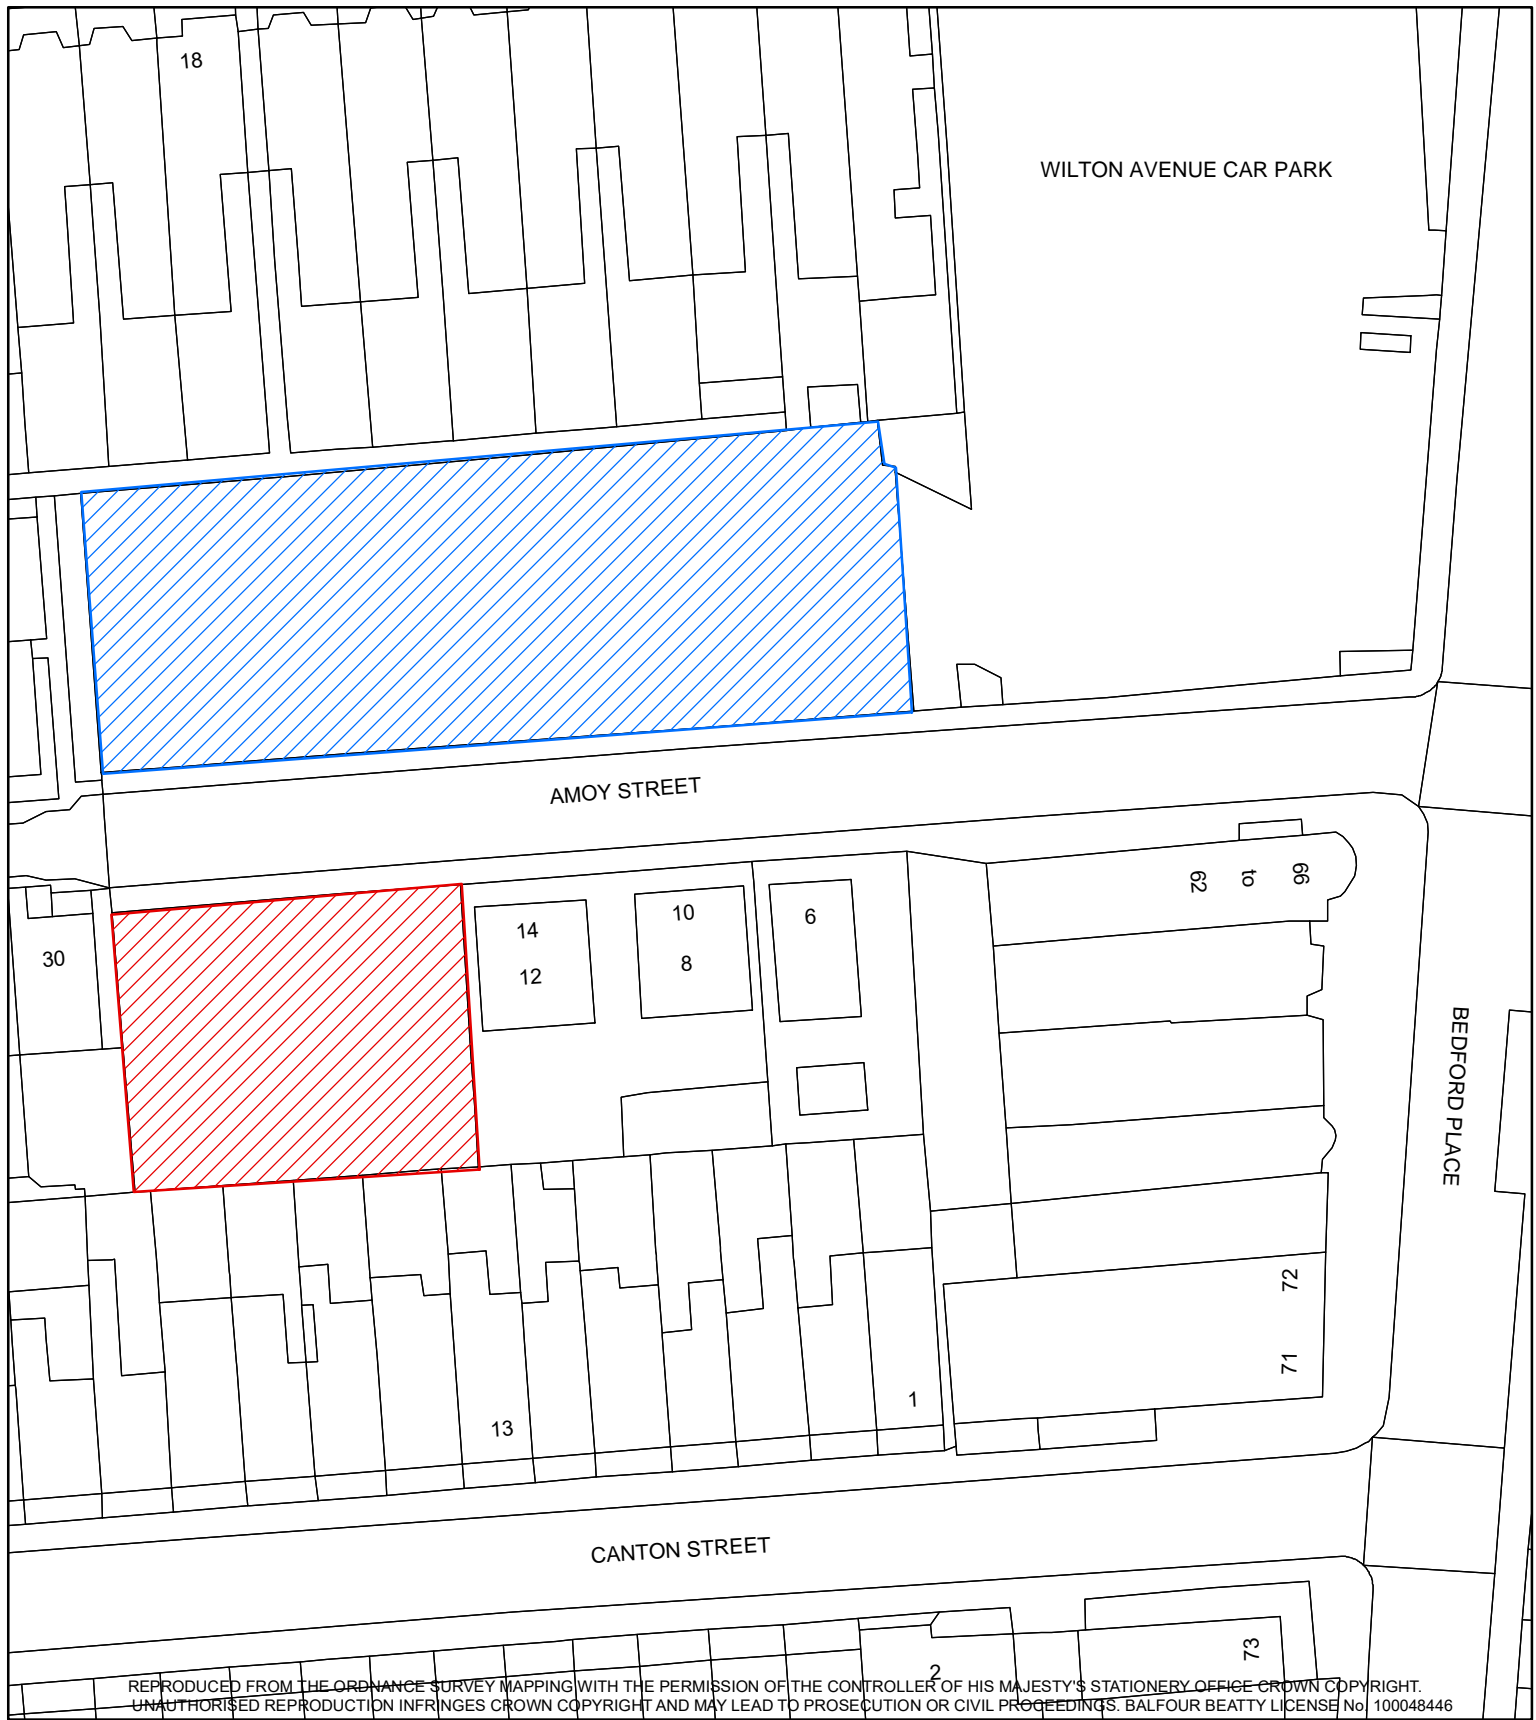 18
WILTON AVENUE CAR PARK
AMOY STREET
62 to 66
14
10
6
30
12
8
BEDFORD PLACE
72
71
1
13
CANTON STREET
73
2
REPRODUCED FROM THE ORDNANCE SURVEY MAPPING WITH THE PERMISSION OF THE CONTROLLER OF HIS MAJESTY'S STATIONERY OFFICE CROWN COPYRIGHT.
UNAUTHORISED REPRODUCTION INFRINGES CROWN COPYRIGHT AND MAY LEAD TO PROSECUTION OR CIVIL PROCEEDINGS. BALFOUR BEATTY LICENSE No. 100048446